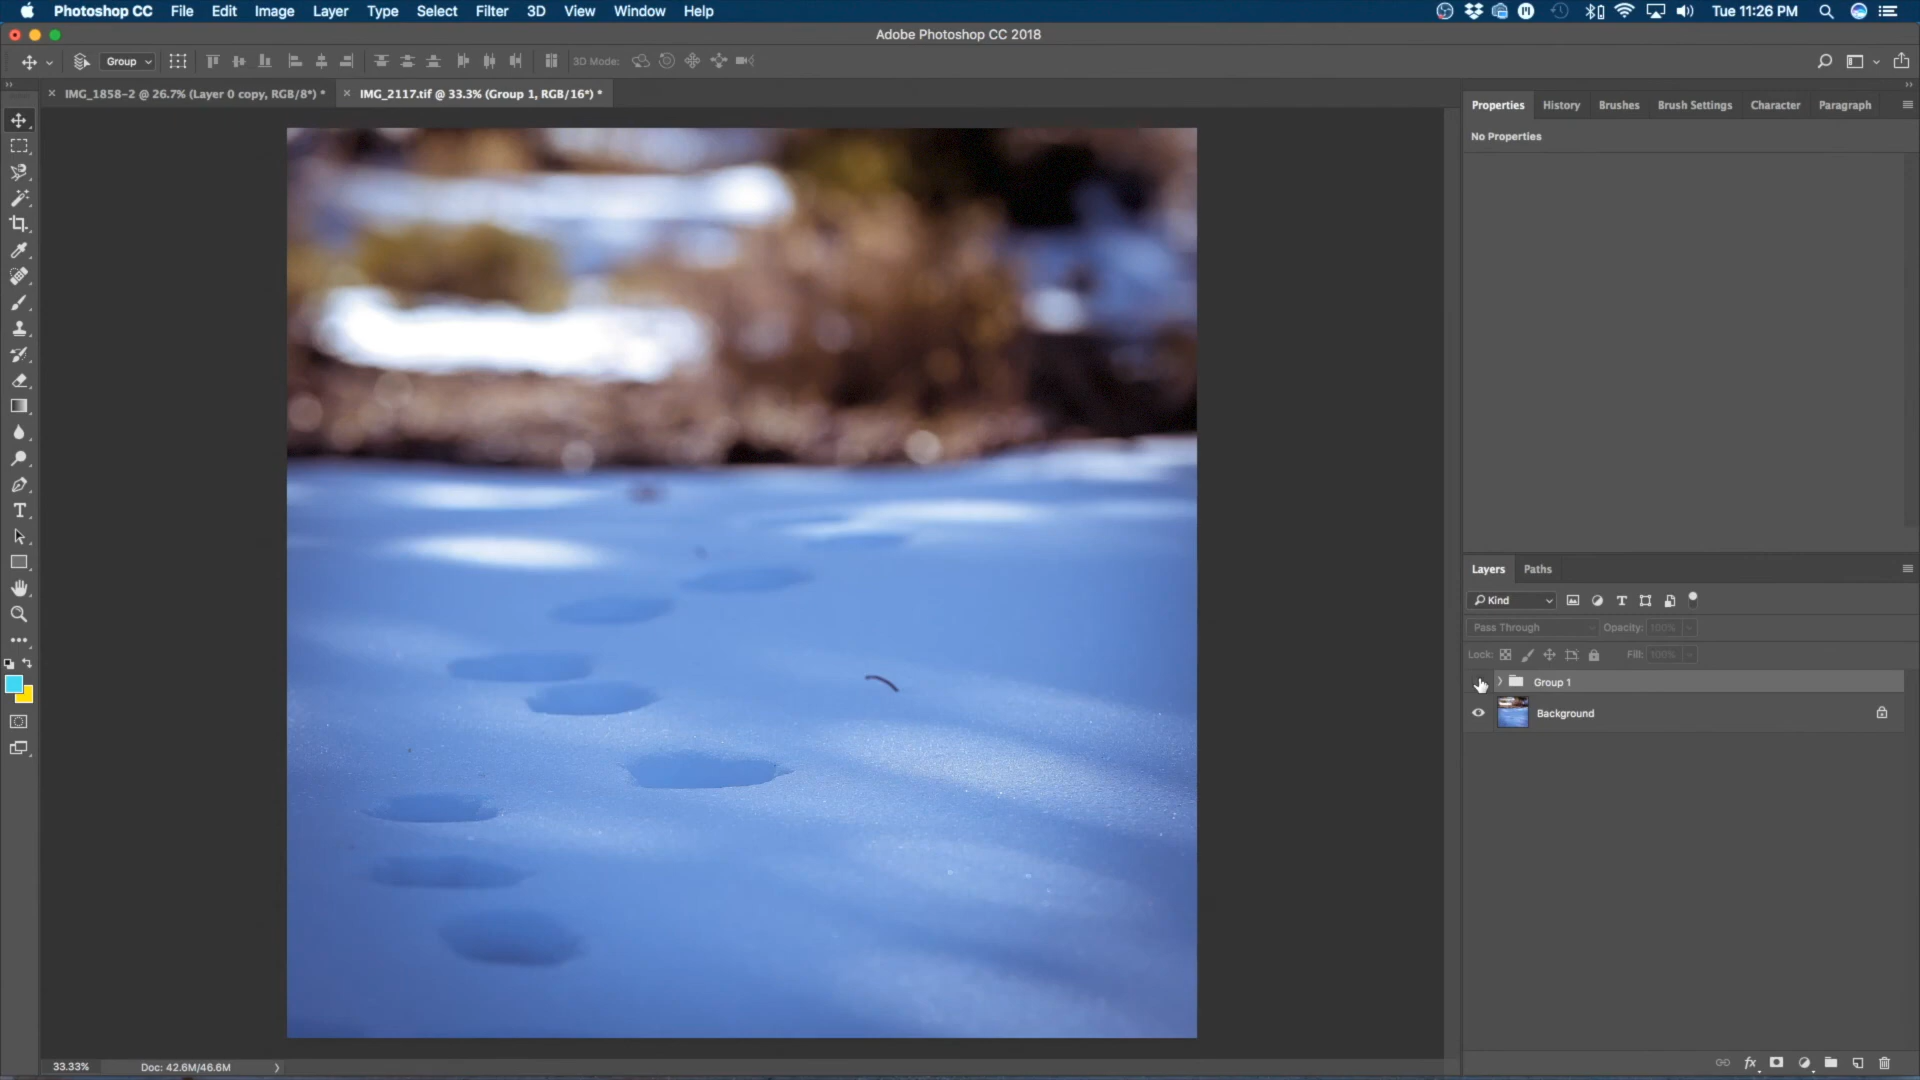 Photoshop CC File Edit Image Layer Type Select Filter 3D View Window Help Tue 11:26 PM
Adobe Photoshop CC 2018
Group 3D Mode:
IMG_1858-2 @ 26.7% (Layer 0 copy, RGB/8*) * IMG_2117.tif @ 33.3% (Group 1, RGB/16*) *
Properties History Brushes Brush Settings Character Paragraph
No Properties
Layers Paths
Kind
Pass Through Opacity: 100%
Lock: Fill: 100%
Group 1
Background
33.33% Doc: 42.6M/46.6M